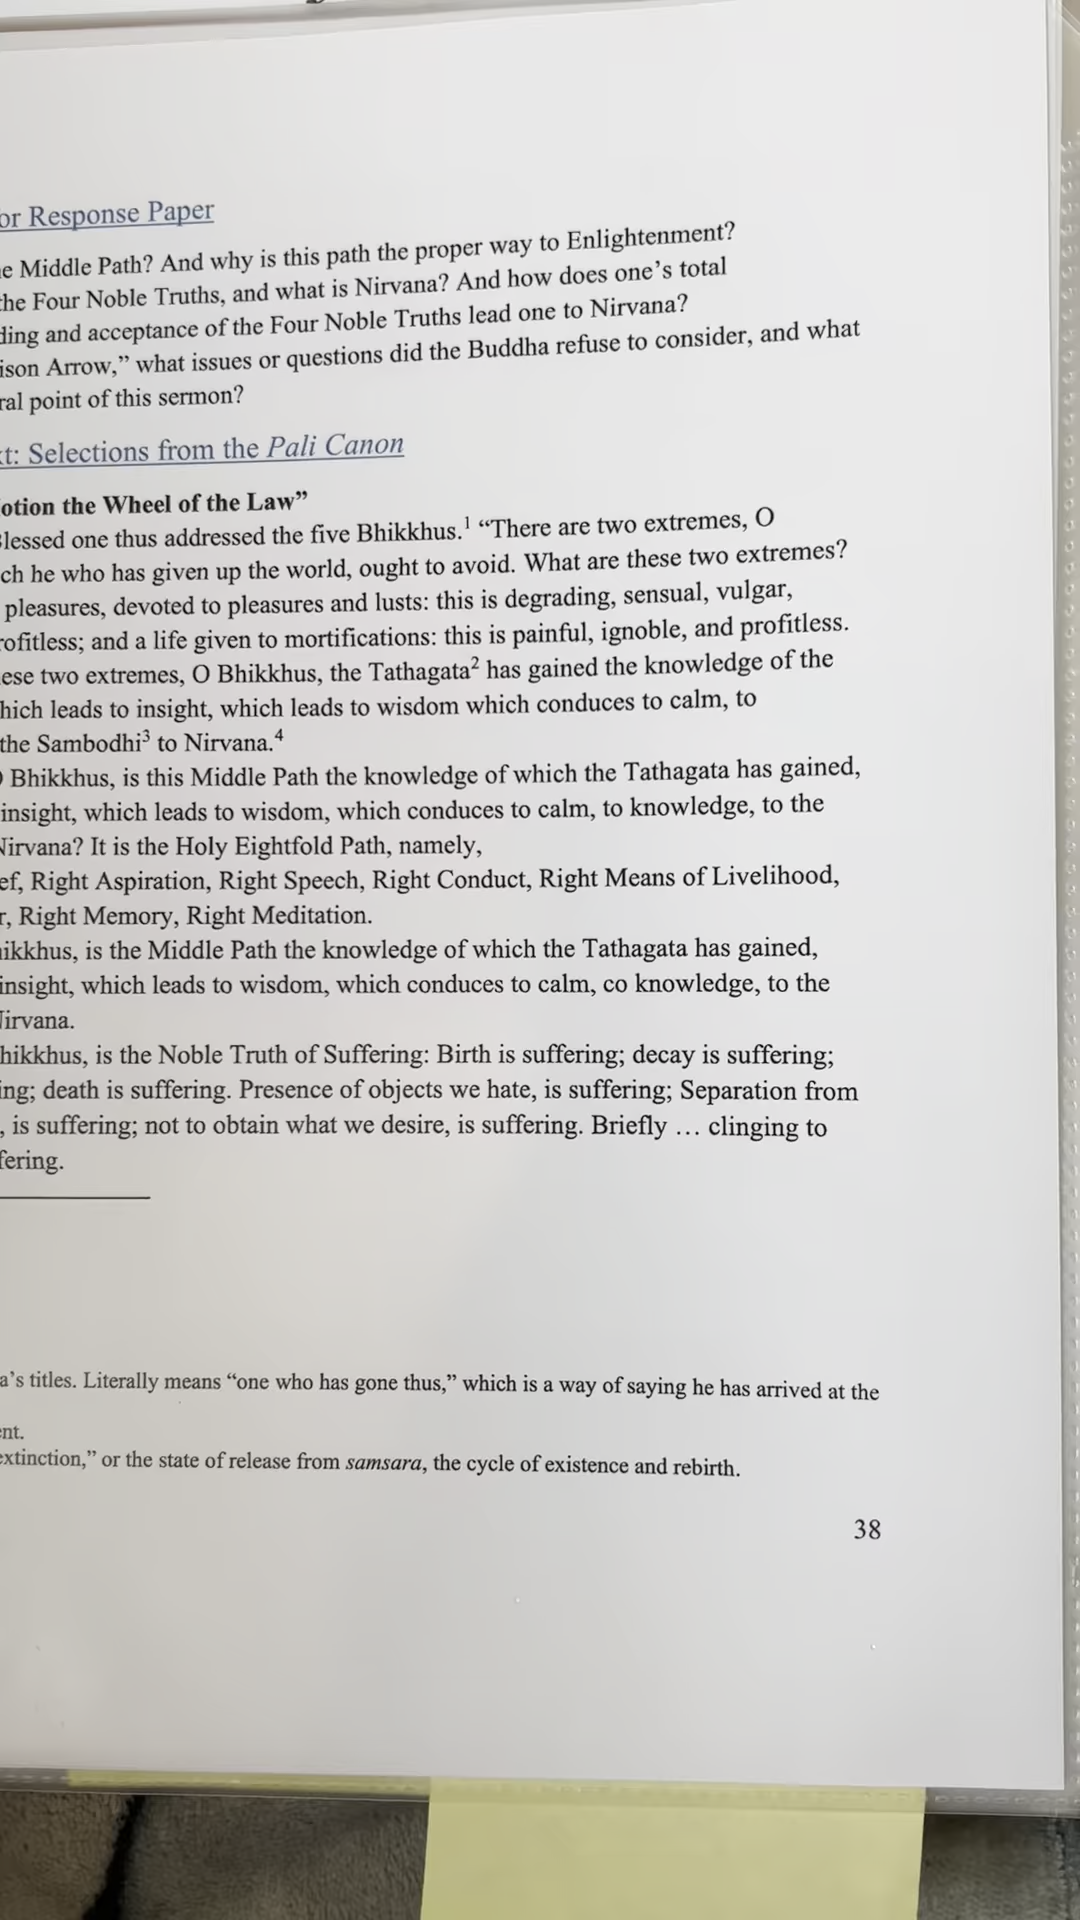 or Response Paper
e Middle Path? And why is this path the proper way to Enlightenment?
the Four Noble Truths, and what is Nirvana? And how does one's total
ding and acceptance of the Four Noble Truths lead one to Nirvana?
ison Arrow,” what issues or questions did the Buddha refuse to consider, and what
ral point of this sermon?
xt: Selections from the Pali Canon
otion the Wheel of the Law”
lessed one thus addressed the five Bhikkhus.¹ “There are two extremes, O
ch he who has given up the world, ought to avoid. What are these two extremes?
pleasures, devoted to pleasures and lusts: this is degrading, sensual, vulgar,
rofitless; and a life given to mortifications: this is painful, ignoble, and profitless.
ese two extremes, O Bhikkhus, the Tathagata² has gained the knowledge of the
hich leads to insight, which leads to wisdom which conduces to calm, to
the Sambodhi³ to Nirvana.⁴
O Bhikkhus, is this Middle Path the knowledge of which the Tathagata has gained,
insight, which leads to wisdom, which conduces to calm, to knowledge, to the
Nirvana? It is the Holy Eightfold Path, namely,
ef, Right Aspiration, Right Speech, Right Conduct, Right Means of Livelihood,
r, Right Memory, Right Meditation.
hikkhus, is the Middle Path the knowledge of which the Tathagata has gained,
insight, which leads to wisdom, which conduces to calm, co knowledge, to the
Nirvana.
hikkhus, is the Noble Truth of Suffering: Birth is suffering; decay is suffering;
ing; death is suffering. Presence of objects we hate, is suffering; Separation from
, is suffering; not to obtain what we desire, is suffering. Briefly … clinging to
fering.
a's titles. Literally means “one who has gone thus,” which is a way of saying he has arrived at the
ent.
extinction,” or the state of release from samsara, the cycle of existence and rebirth.
38